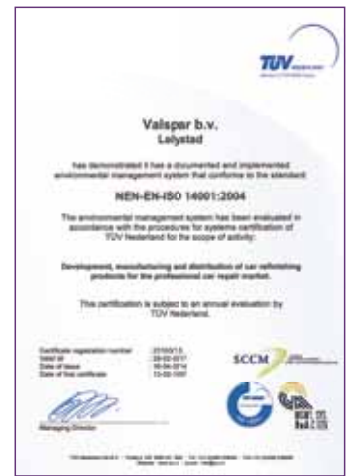 TÜV NEDERLAND
Valspar b.v.
Lelystad
has demonstrated it has a documented and implemented
environmental management system that conforms to the standard
NEN-EN-ISO 14001:2004
The environmental management system has been evaluated in
accordance with the procedures for systems certification of
TÜV Nederland for the scope of activity:
Development, manufacturing and distribution of car refinishing
products for the professional car repair market.
This certification is subject to an annual evaluation by
TÜV Nederland.
Certificate registration number
Valid till
Date of issue
Date of first certificate
SCCM
Managing Director